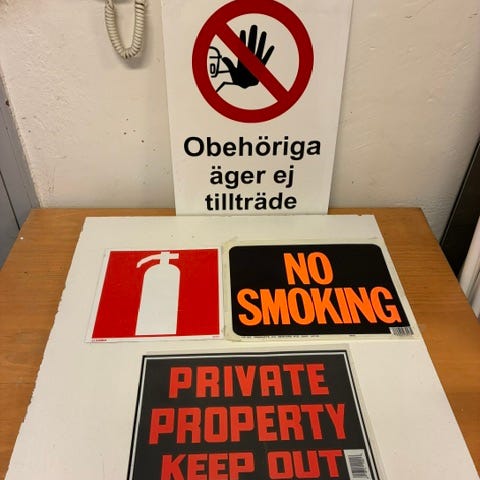 Obehöriga
äger ej
tillträde
NO
SMOKING
PRIVATE
PROPERTY
KEEP OUT